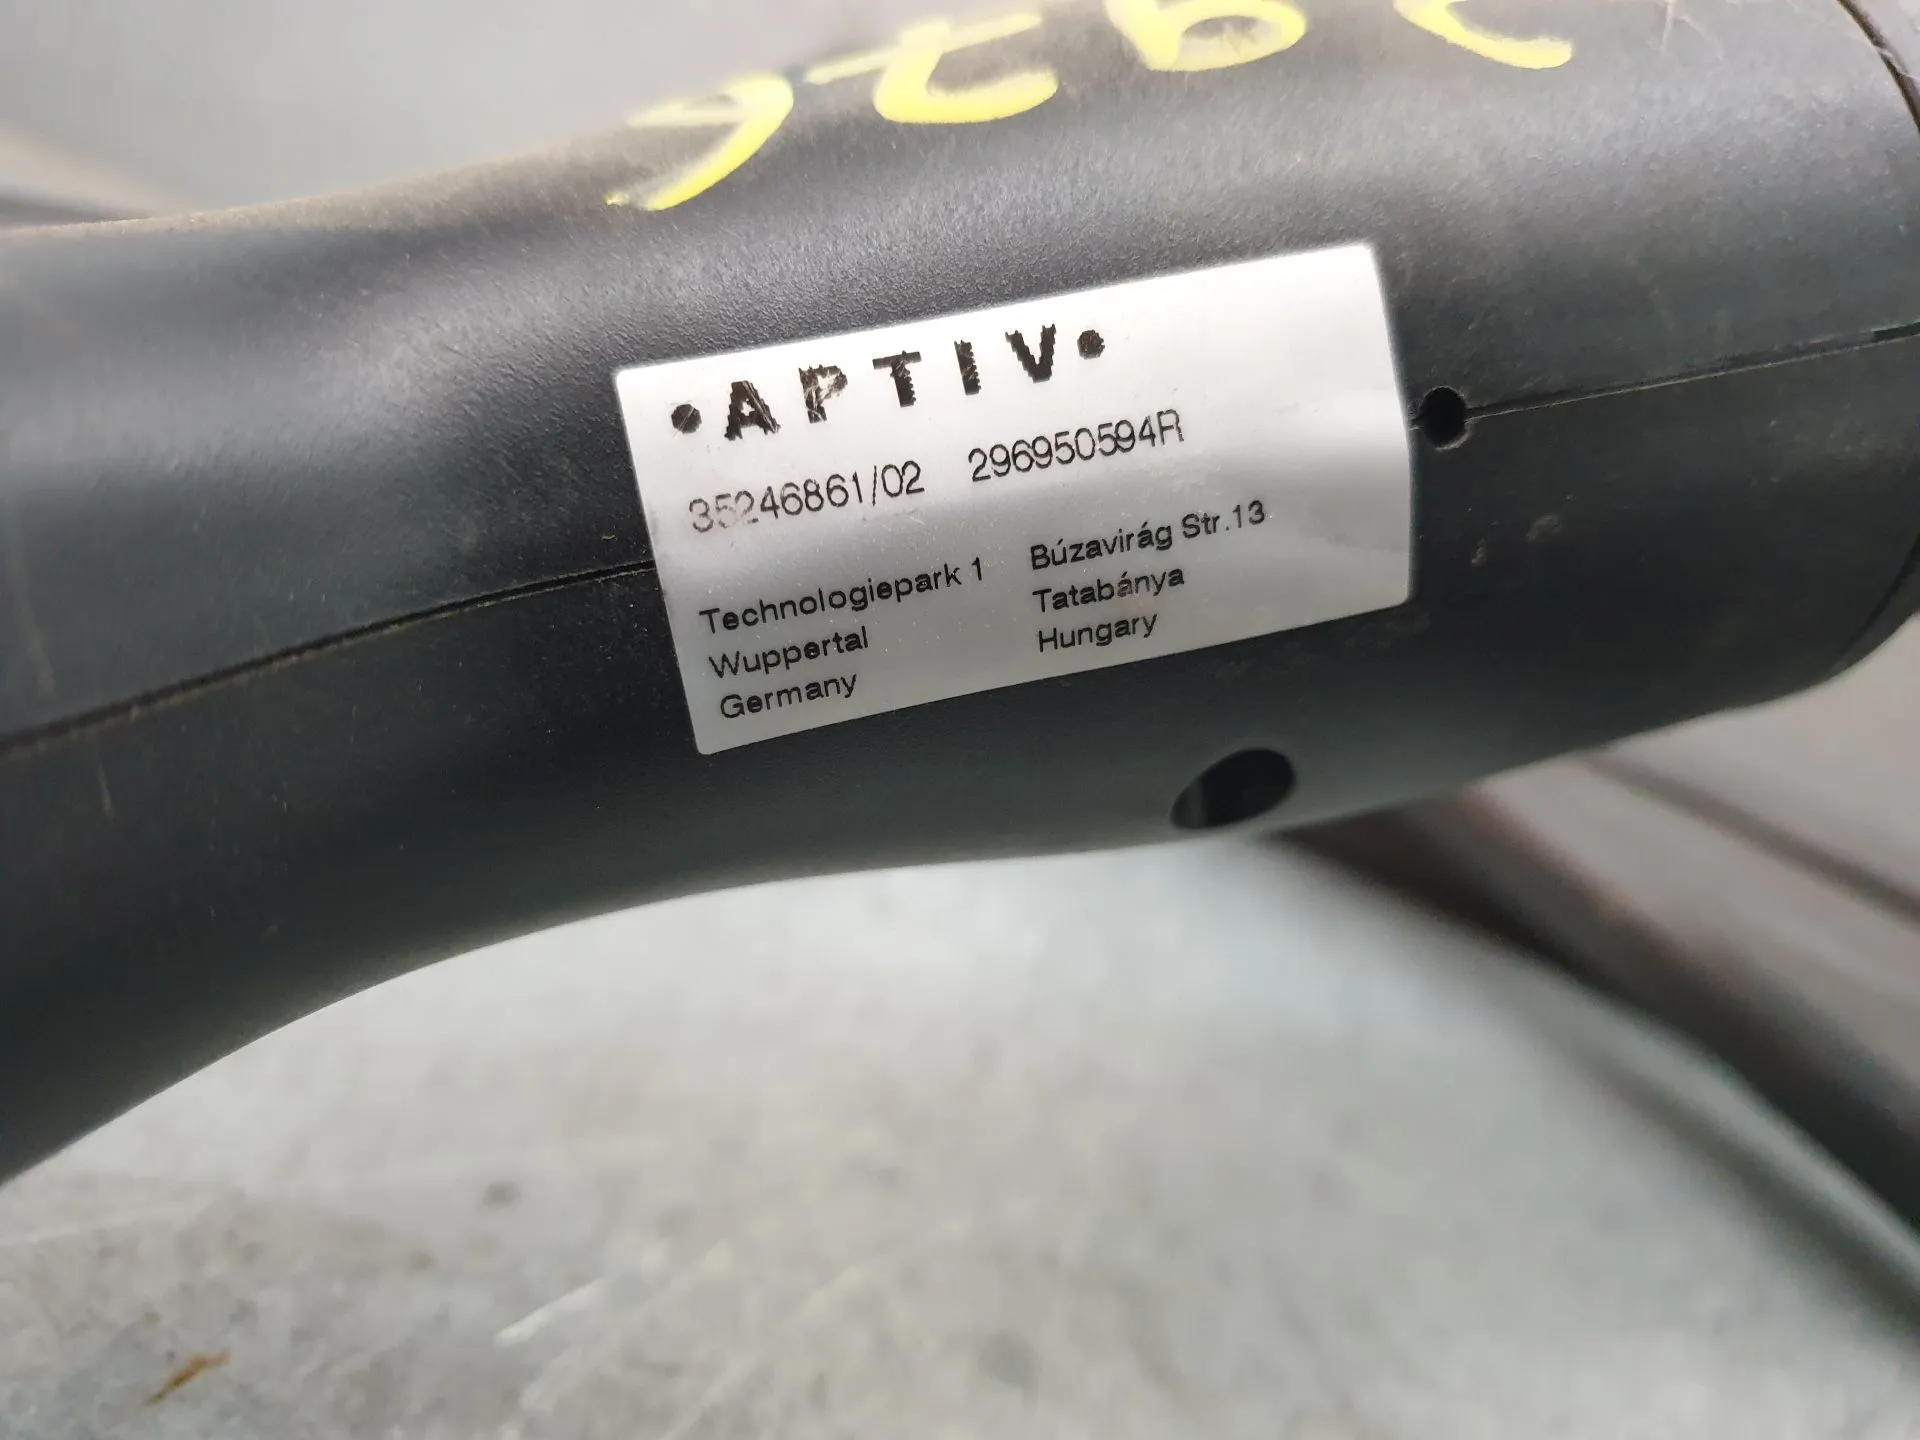 •APTIV•
35246861/02 296950594R
Technologiepark 1
Wuppertal
Germany
Búzavirág Str.13
Tatabánya
Hungary